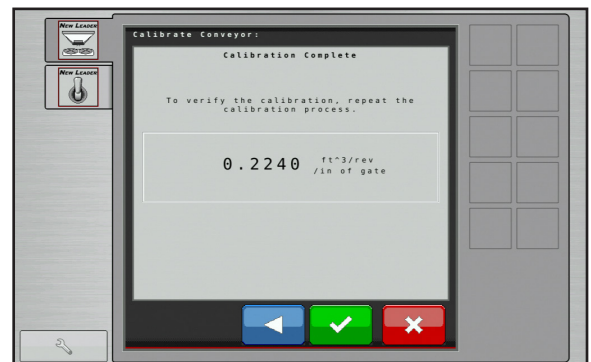 NEW LEADER
NEW LEADER
Calibrate Conveyor:
Calibration Complete
To verify the calibration, repeat the
calibration process.
0.2240 ft^3/rev
/in of gate